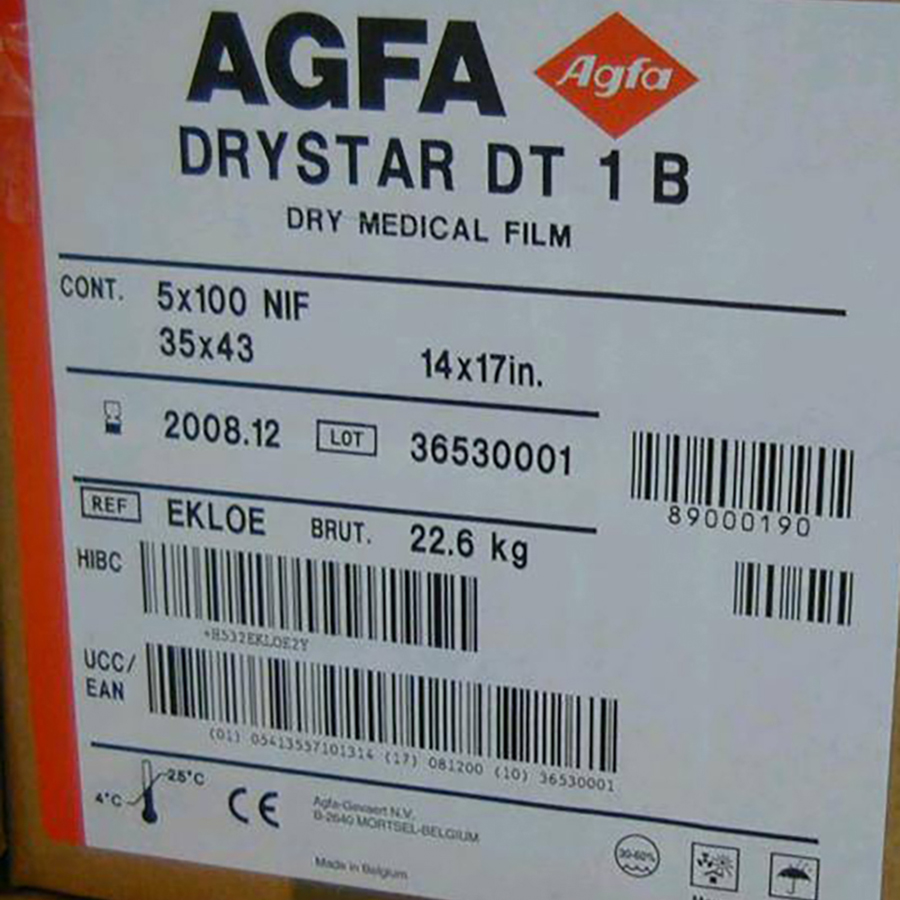 AGFA Agfa
DRYSTAR DT 1 B
DRY MEDICAL FILM
CONT. 5x100 NIF
35x43 14x17in.
2008.12 LOT 36530001
89000190
REF EKLOE BRUT. 22.6 kg
HIBC
+H532EKLOE2Y
UCC/
EAN
(01) 05413557101314 (17) 081200 (10) 36530001
25°C
4°C
CE
Agfa-Gevaert N.V.
B-2640 MORTSEL-BELGIUM
30-60%
Made in Belgium